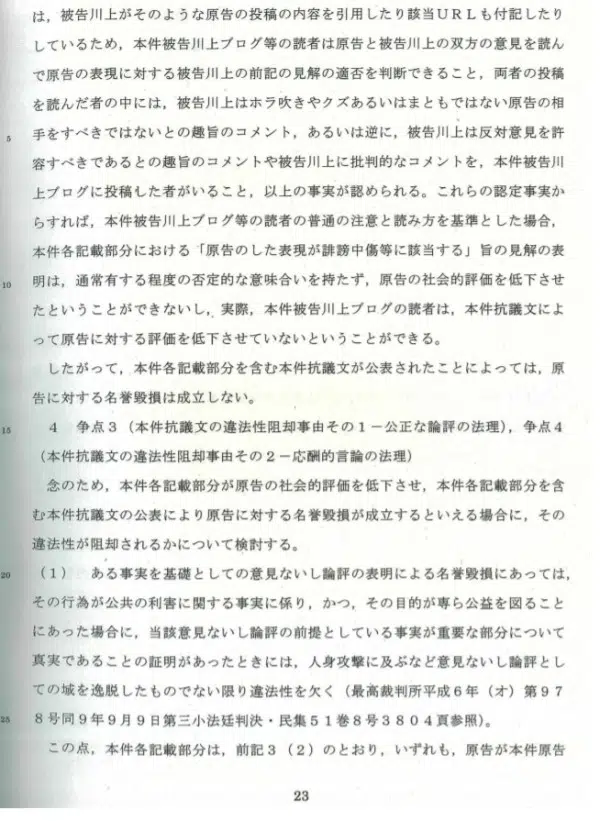 は，被告川上がそのような原告の投稿の内容を引用したり該当ＵＲＬも付記したり
しているため，本件被告川上ブログ等の読者は原告と被告川上の双方の意見を読ん
で原告の表現に対する被告川上の前記の見解の適否を判断できること，両者の投稿
を読んだ者の中には，被告川上はホラ吹きやクズあるいはまともではない原告の相
5 手をすべきではないとの趣旨のコメント，あるいは逆に，被告川上は反対意見を許
容すべきであるとの趣旨のコメントや被告川上に批判的なコメントを，本件被告川
上ブログに投稿した者がいること，以上の事実が認められる。これらの認定事実か
らすれば，本件被告川上ブログ等の読者の普通の注意と読み方を基準とした場合，
本件各記載部分における「原告のした表現が誹謗中傷等に該当する」旨の見解の表
10 明は，通常有する程度の否定的な意味合いを持たず，原告の社会的評価を低下させ
たということができないし，実際，本件被告川上ブログの読者は，本件抗議文によ
って原告に対する評価を低下させていないということができる。
したがって，本件各記載部分を含む本件抗議文が公表されたことによっては，原
告に対する名誉毀損は成立しない。
15 ４　争点３（本件抗議文の違法性阻却事由その１－公正な論評の法理），争点４
（本件抗議文の違法性阻却事由その２－応酬的言論の法理）
念のため，本件各記載部分が原告の社会的評価を低下させ，本件各記載部分を含
む本件抗議文の公表により原告に対する名誉毀損が成立するといえる場合に，その
違法性が阻却されるかについて検討する。
20 （１）　ある事実を基礎としての意見ないし論評の表明による名誉毀損にあっては，
その行為が公共の利害に関する事実に係り，かつ，その目的が専ら公益を図ること
にあった場合に，当該意見ないし論評の前提としている事実が重要な部分について
真実であることの証明があったときには，人身攻撃に及ぶなど意見ないし論評とし
ての域を逸脱したものでない限り違法性を欠く（最高裁判所平成６年（オ）第９７
25 ８号同９年９月９日第三小法廷判決・民集５１巻８号３８０４頁参照）。
この点，本件各記載部分は，前記３（２）のとおり，いずれも，原告が本件原告
23